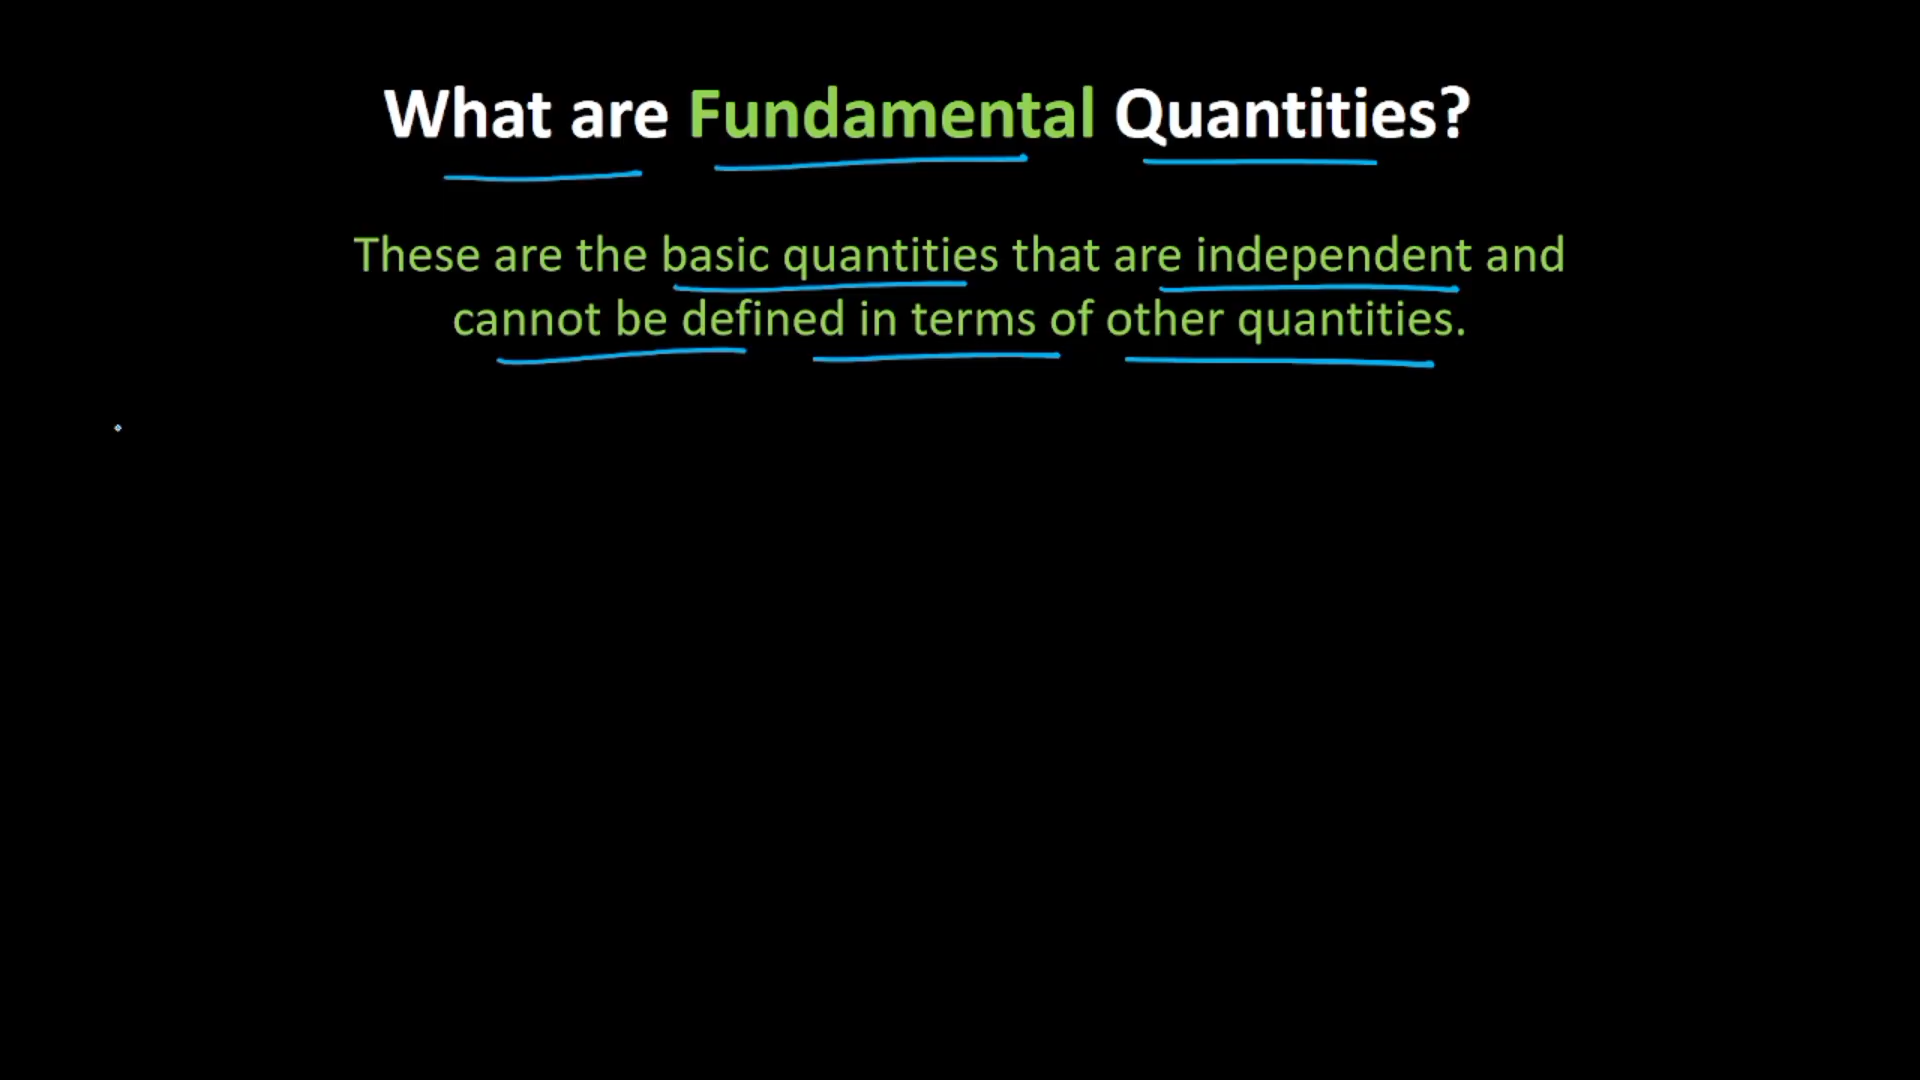 What are Fundamental Quantities?
These are the basic quantities that are independent and
cannot be defined in terms of other quantities.